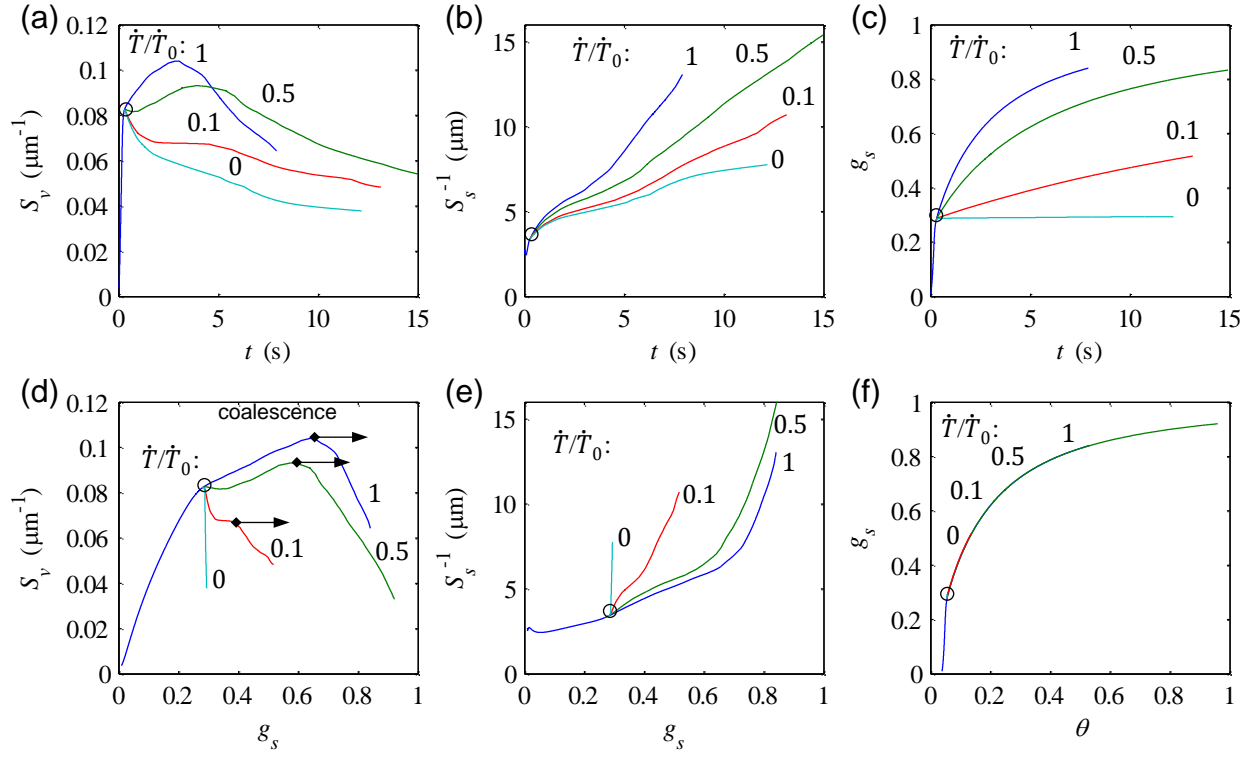 (a)
0.12
0.1
0.08
0.06
0.04
0.02
0
Sᵥ (μm⁻¹)
Ṫ/Ṫ₀:
1
0.5
0.1
0
0 5 10 15
t (s)
(b)
15
10
5
0
Sₛ⁻¹ (μm)
Ṫ/Ṫ₀:
1
0.5
0.1
0
0 5 10 15
t (s)
(c)
1
0.8
0.6
0.4
0.2
0
gₛ
Ṫ/Ṫ₀:
1
0.5
0.1
0
0 5 10 15
t (s)
(d)
0.12
0.1
0.08
0.06
0.04
0.02
0
Sᵥ (μm⁻¹)
coalescence
Ṫ/Ṫ₀:
1
0.5
0.1
0
0 0.2 0.4 0.6 0.8 1
gₛ
(e)
15
10
5
0
Sₛ⁻¹ (μm)
Ṫ/Ṫ₀:
0.5
1
0.1
0
0 0.2 0.4 0.6 0.8 1
gₛ
(f)
1
0.8
0.6
0.4
0.2
0
gₛ
Ṫ/Ṫ₀:
1
0.5
0.1
0
0 0.2 0.4 0.6 0.8 1
θ